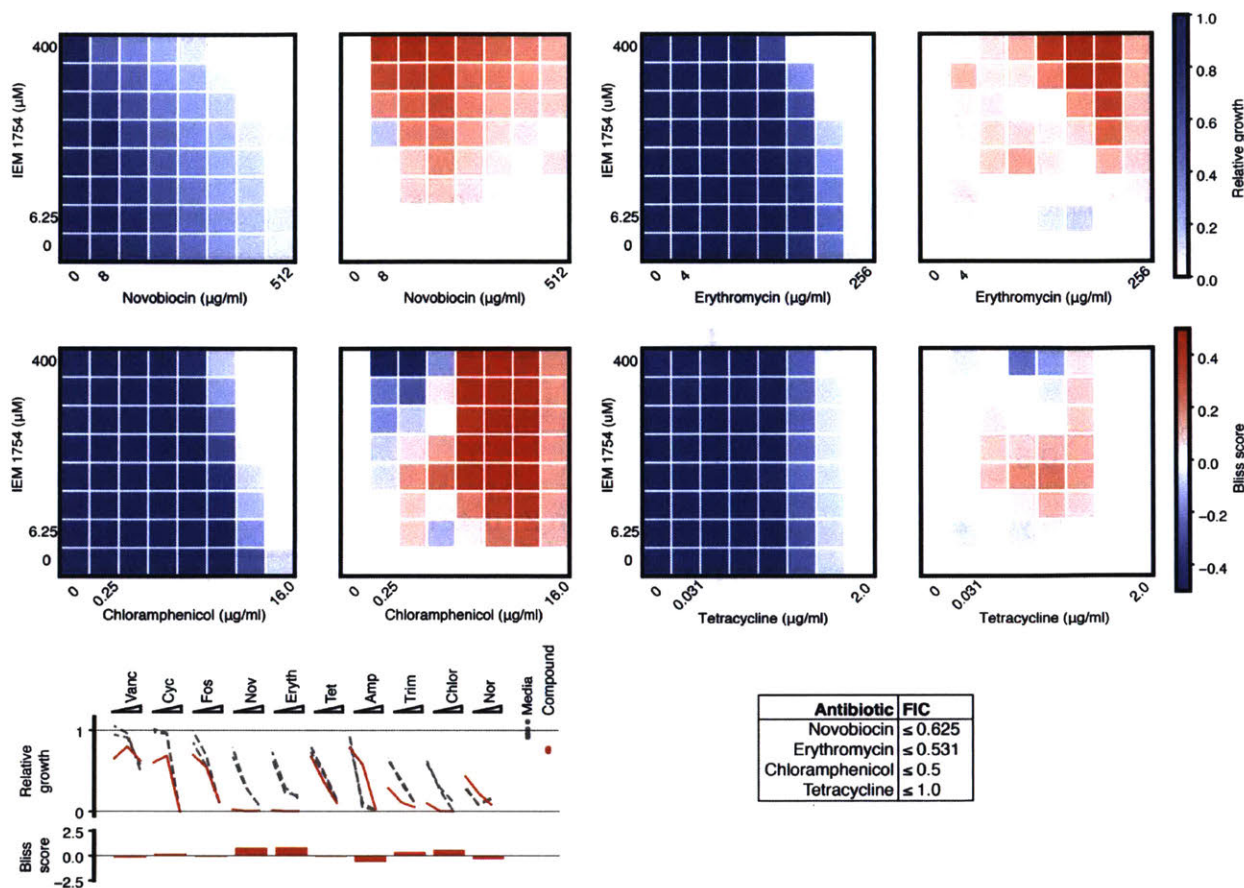 400
6.25
0
IEM 1754 (uM)
0
8
512
Novobiocin (μg/ml)
0
8
512
Novobiocin (μg/ml)
400
6.25
0
IEM 1754 (uM)
0
4
256
Erythromycin (μg/ml)
0
4
256
Erythromycin (μg/ml)
1.0
0.8
0.6
0.4
0.2
0.0
Relative growth
400
6.25
0
IEM 1754 (uM)
0
0.25
16.0
Chloramphenicol (μg/ml)
0
0.25
16.0
Chloramphenicol (μg/ml)
400
6.25
0
IEM 1754 (uM)
0
0.031
2.0
Tetracycline (μg/ml)
0
0.031
2.0
Tetracycline (μg/ml)
0.4
0.2
0.0
−0.2
−0.4
Bliss score
Vanc
Cyc
Fos
Nov
Eryth
Tet
Amp
Trim
Chlor
Nor
Media
Compound
1
0
Relative growth
2.5
0.0
−2.5
Bliss score
Antibiotic FIC
Novobiocin ≤ 0.625
Erythromycin ≤ 0.531
Chloramphenicol ≤ 0.5
Tetracycline ≤ 1.0